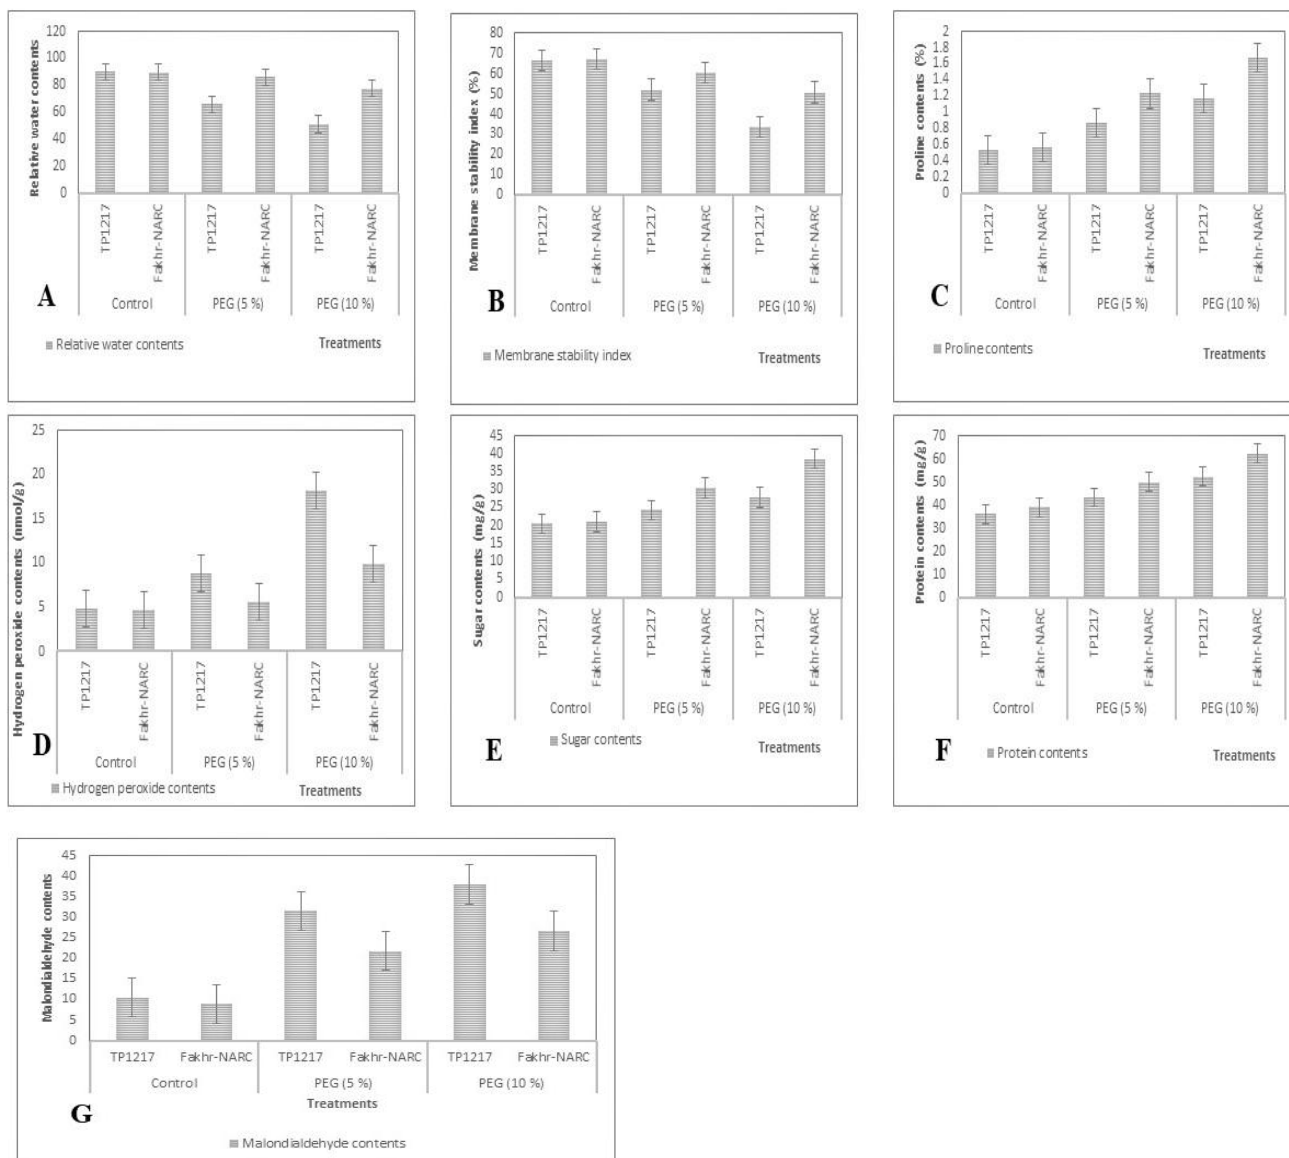 Relative water contents
120
100
80
60
40
20
0
TP1217
Fakhr-NARC
TP1217
Fakhr-NARC
TP1217
Fakhr-NARC
Control
PEG (5 %)
PEG (10 %)
A
Relative water contents
Treatments
Memrane stability index (%)
80
70
60
50
40
30
20
10
0
TP1217
Fakhr-NARC
TP1217
Fakhr-NARC
TP1217
Fakhr-NARC
Control
PEG (5 %)
PEG (10 %)
B
Membrane stability index
Treatments
Proline contents (%)
2
1.8
1.6
1.4
1.2
1
0.8
0.6
0.4
0.2
0
TP1217
Fakhr-NARC
TP1217
Fakhr-NARC
TP1217
Fakhr-NARC
Control
PEG (5 %)
PEG (10 %)
C
Proline contents
Treatments
Hydrogen peroxide contents (nmol/g)
25
20
15
10
5
0
TP1217
Fakhr-NARC
TP1217
Fakhr-NARC
TP1217
Fakhr-NARC
Control
PEG (5 %)
PEG (10 %)
D
Hydrogen peroxide contents
Treatments
Sugar contents (mg/g)
45
40
35
30
25
20
15
10
5
0
TP1217
Fakhr-NARC
TP1217
Fakhr-NARC
TP1217
Fakhr-NARC
Control
PEG (5 %)
PEG (10 %)
E
Sugar contents
Treatments
Protein contents (mg/g)
70
60
50
40
30
20
10
0
TP1217
Fakhr-NARC
TP1217
Fakhr-NARC
TP1217
Fakhr-NARC
Control
PEG (5 %)
PEG (10 %)
F
Protein contents
Treatments
Malondialdehyde contents
45
40
35
30
25
20
15
10
5
0
TP1217
Fakhr-NARC
TP1217
Fakhr-NARC
TP1217
Fakhr-NARC
Control
PEG (5 %)
PEG (10 %)
Treatments
G
Malondialdehyde contents